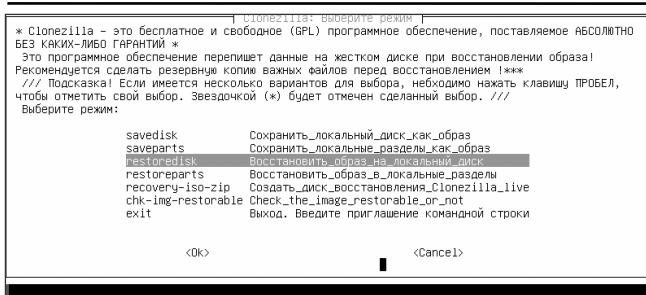 Clonezilla: Выберите режим
* Clonezilla - это бесплатное и свободное (GPL) программное обеспечение, поставляемое АБСОЛЮТНО
БЕЗ КАКИХ-ЛИБО ГАРАНТИЙ *
Это программное обеспечение перепишет данные на жестком диске при восстановлении образа!
Рекомендуется сделать резервную копию важных файлов перед восстановлением !***
/// Подсказка! Если имеется несколько вариантов для выбора, небходимо нажать клавишу ПРОБЕЛ,
чтобы отметить свой выбор. Звездочкой (*) будет отмечен сделанный выбор. ///
Выберите режим:
savedisk Сохранить_локальный_диск_как_образ
saveparts Сохранить_локальные_разделы_как_образ
restoredisk Восстановить_образ_на_локальный_диск
restoreparts Восстановить_образ_в_локальные_разделы
recovery-iso-zip Создать_диск_восстановления_Clonezilla_live
chk-img-restorable Check_the_image_restorable_or_not
exit Выход. Введите приглашение командной строки
<Ok> <Cancel>